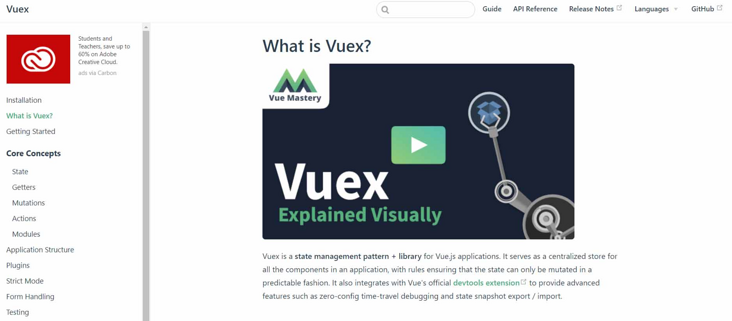 Vuex
Guide
API Reference
Release Notes
Languages
GitHub
Students and
Teachers, save up to
60% on Adobe
Creative Cloud.
ads via Carbon
Installation
What is Vuex?
Getting Started
Core Concepts
State
Getters
Mutations
Actions
Modules
Application Structure
Plugins
Strict Mode
Form Handling
Testing
What is Vuex?
Vue Mastery
Vuex
Explained Visually
Vuex is a state management pattern + library for Vue.js applications. It serves as a centralized store for
all the components in an application, with rules ensuring that the state can only be mutated in a
predictable fashion. It also integrates with Vue's official devtools extension to provide advanced
features such as zero-config time-travel debugging and state snapshot export / import.